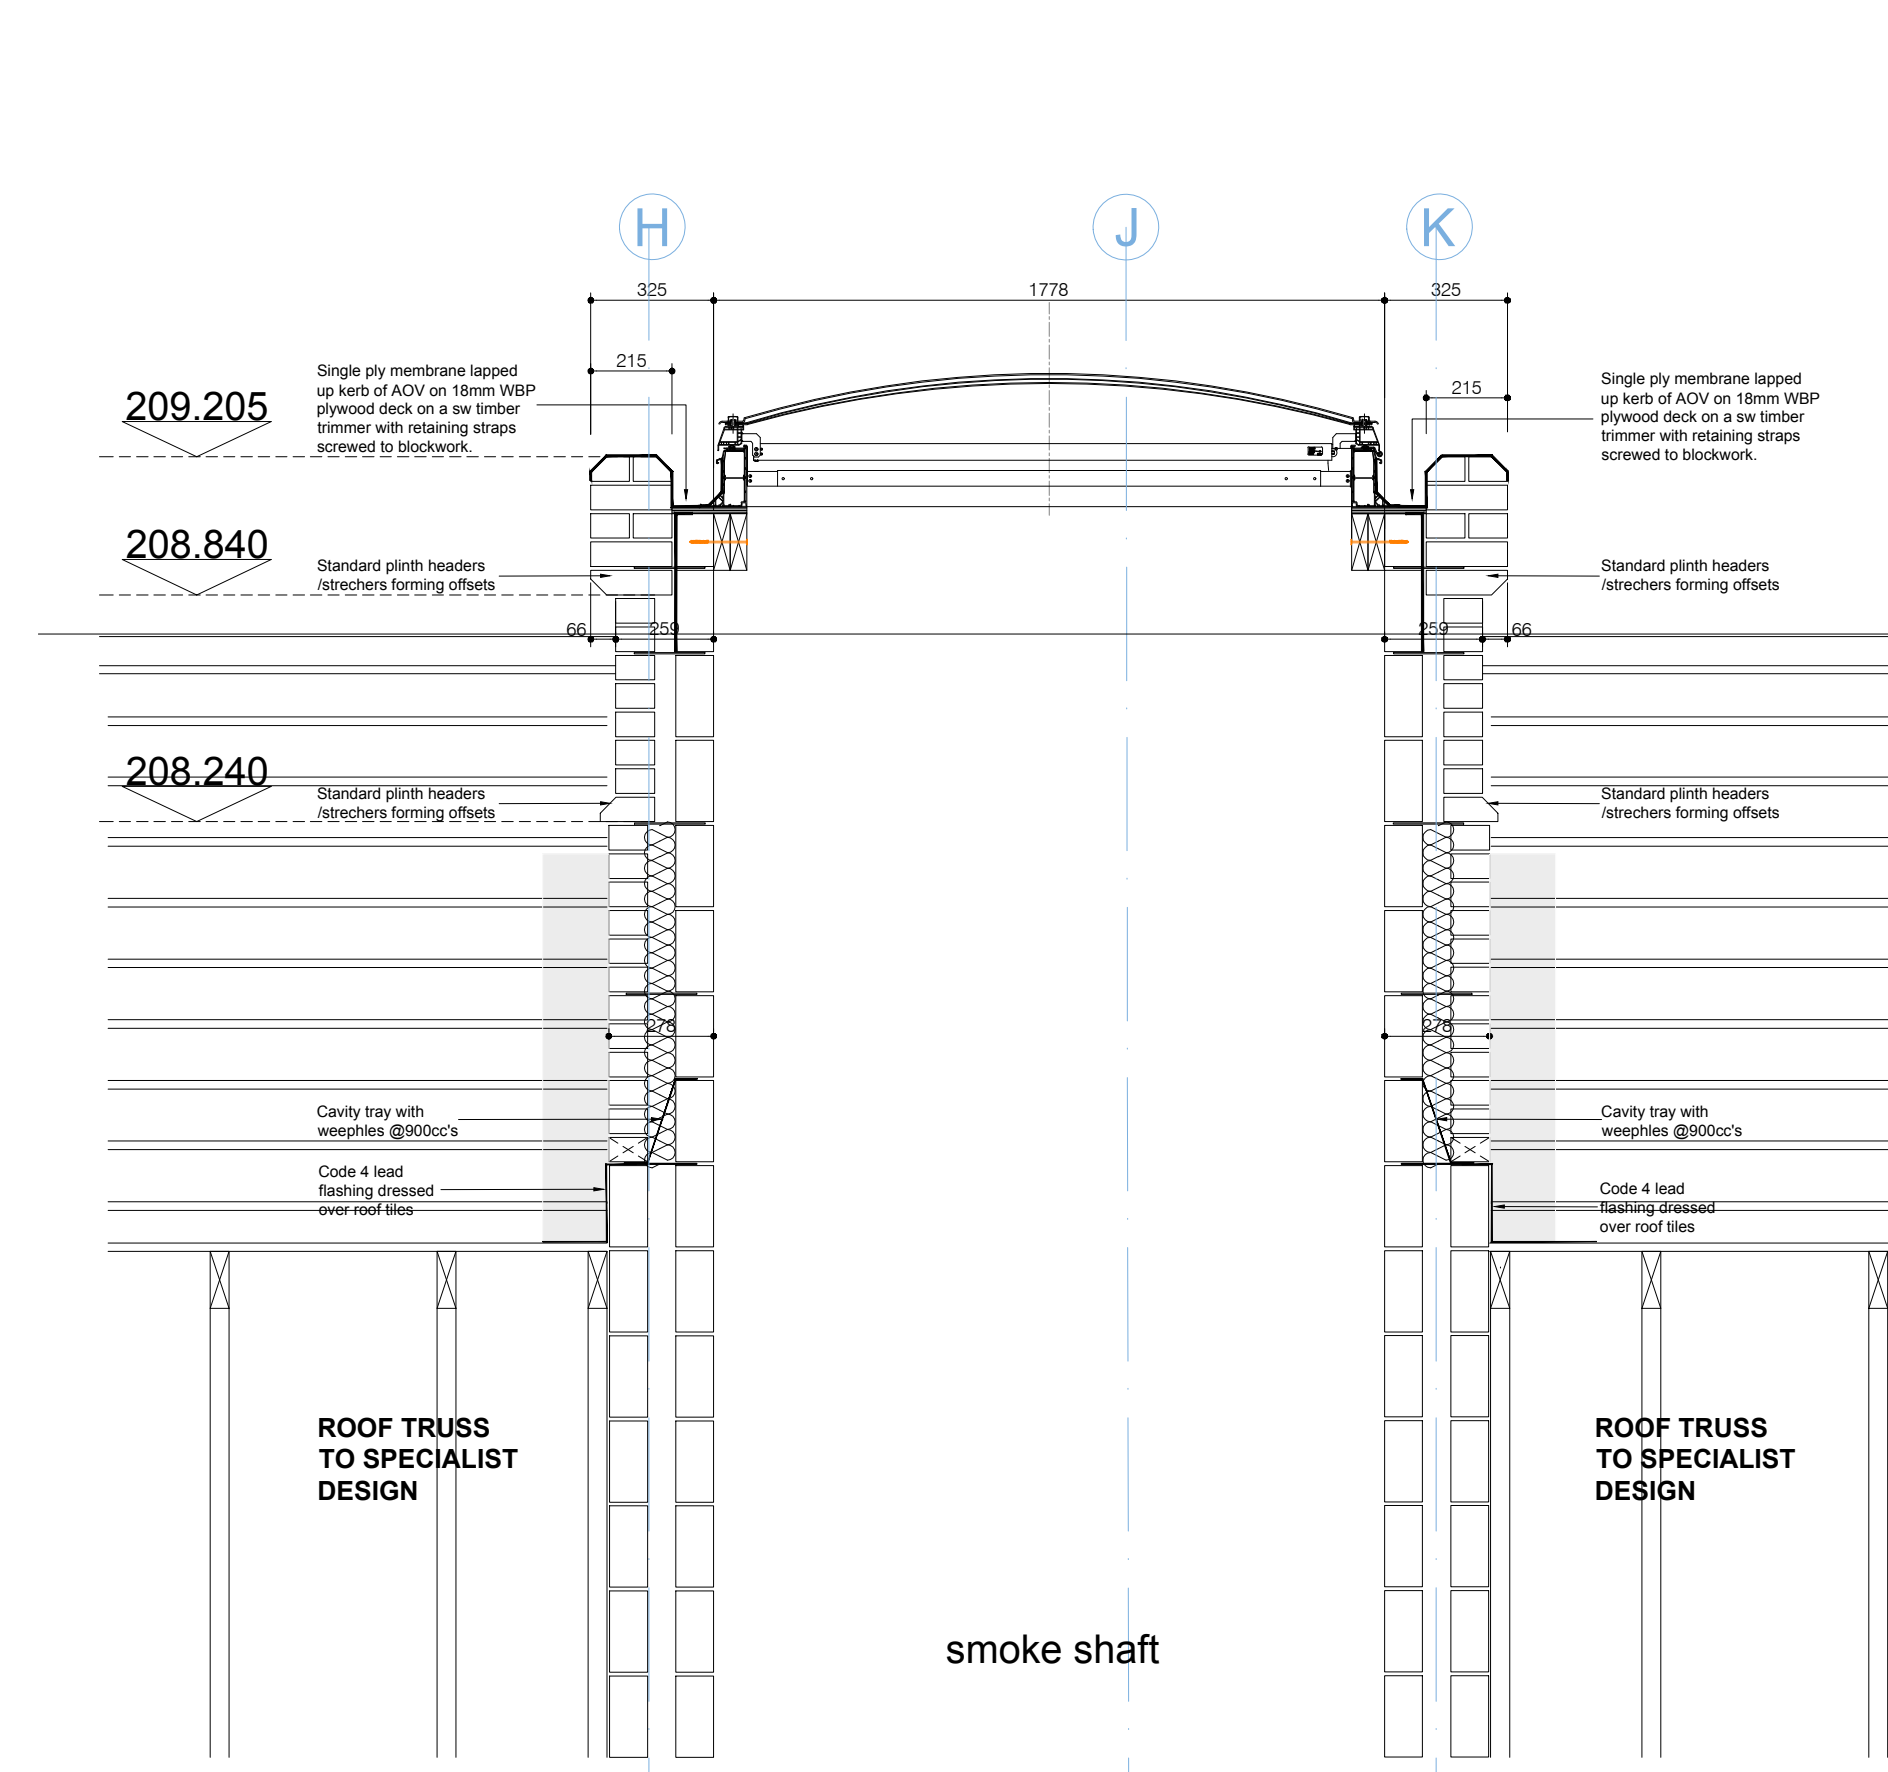 H
J
K
325
1778
325
215
215
209.205
Single ply membrane lapped
up kerb of AOV on 18mm WBP
plywood deck on a sw timber
trimmer with retaining straps
screwed to blockwork.
Single ply membrane lapped
up kerb of AOV on 18mm WBP
plywood deck on a sw timber
trimmer with retaining straps
screwed to blockwork.
208.840
Standard plinth headers
/strechers forming offsets
Standard plinth headers
/strechers forming offsets
66
259
259
66
208.240
Standard plinth headers
/strechers forming offsets
Standard plinth headers
/strechers forming offsets
278
278
Cavity tray with
weephles @900cc's
Cavity tray with
weephles @900cc's
Code 4 lead
flashing dressed
over roof tiles
Code 4 lead
flashing dressed
over roof tiles
ROOF TRUSS
TO SPECIALIST
DESIGN
ROOF TRUSS
TO SPECIALIST
DESIGN
smoke shaft